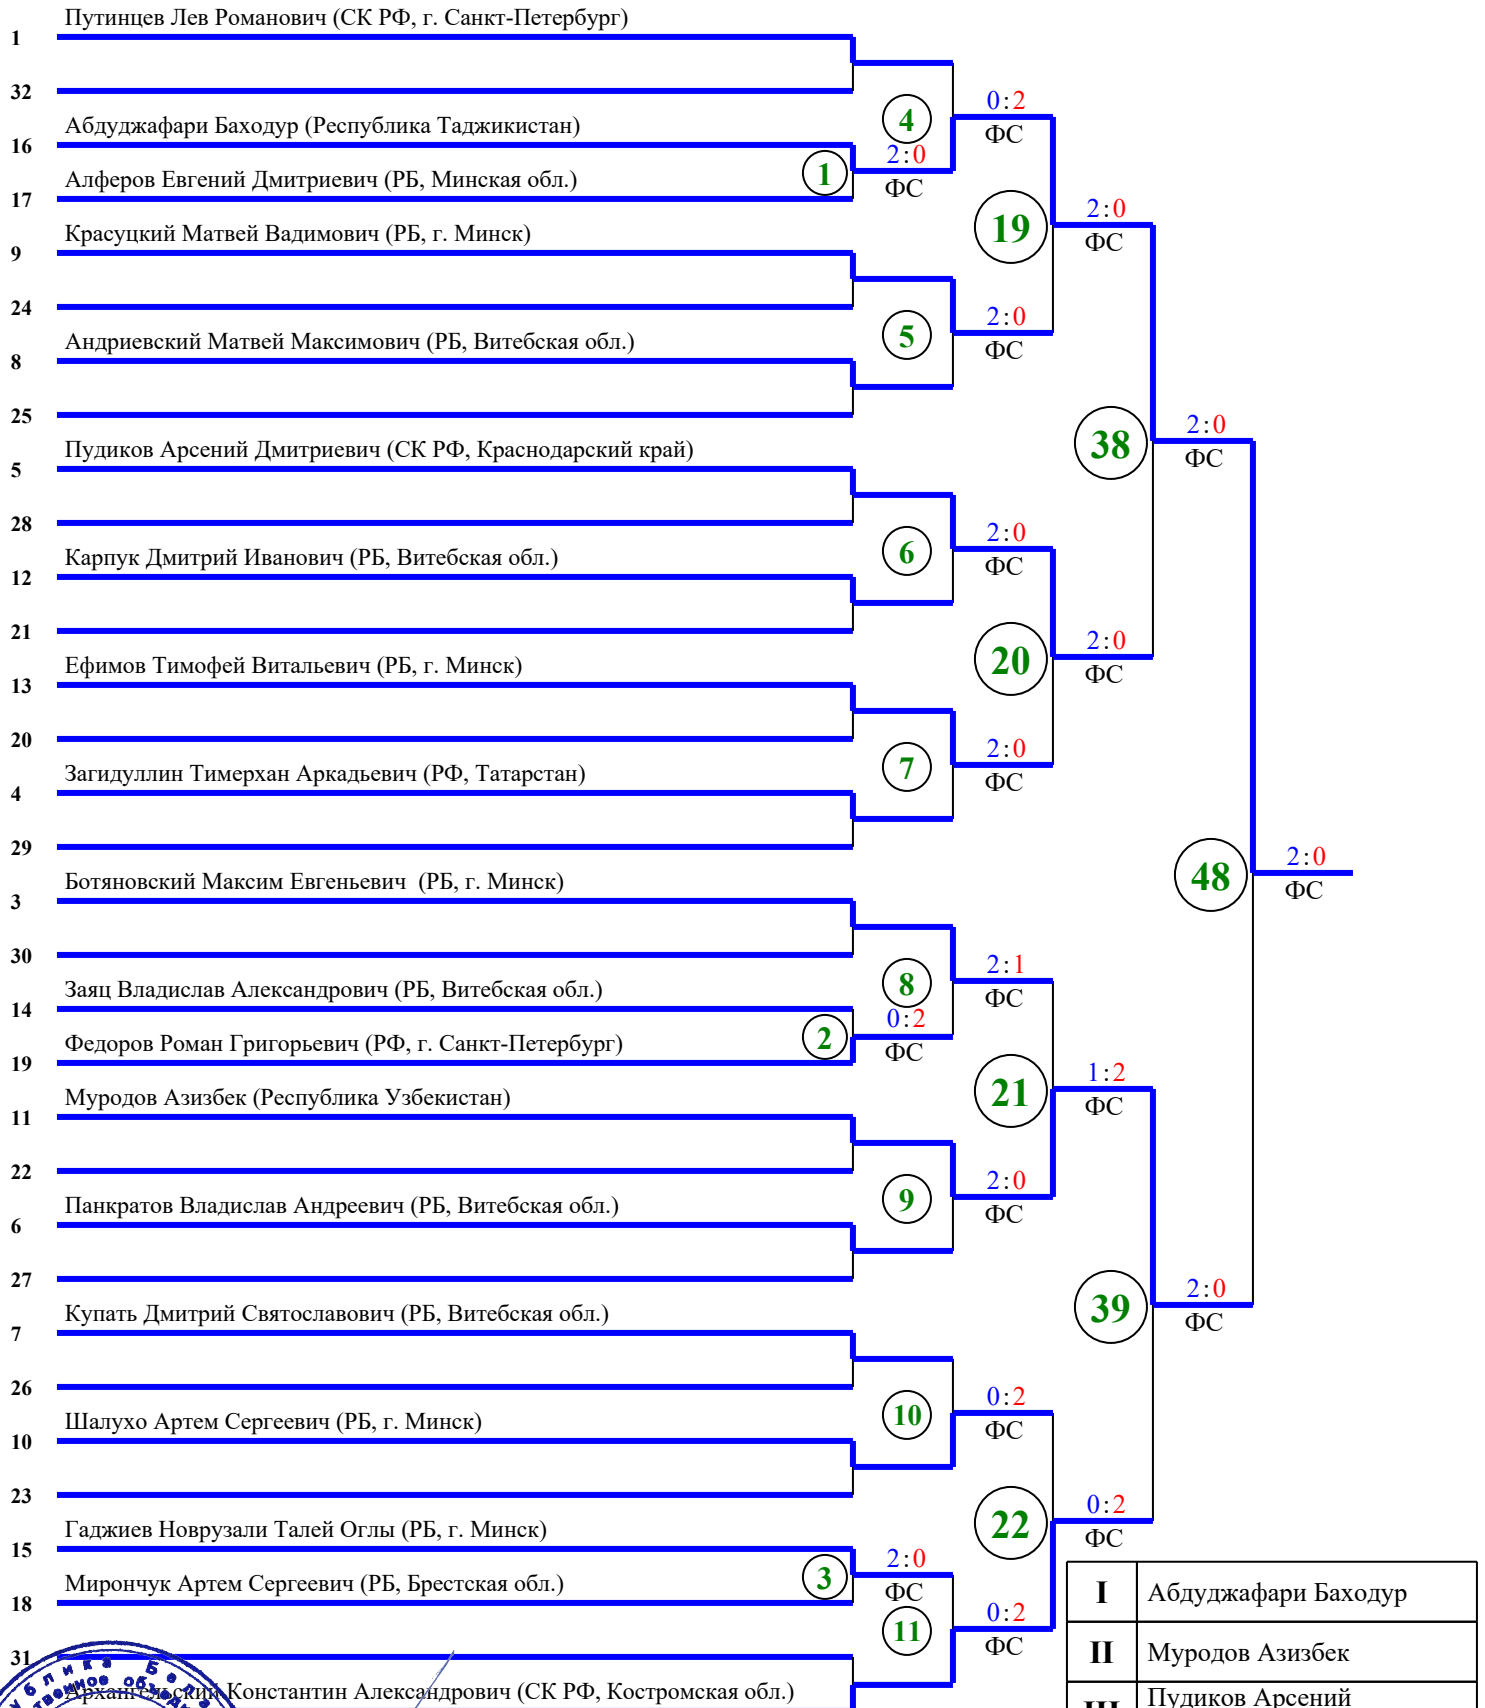 Путинцев Лев Романович (СК РФ, г. Санкт-Петербург)
1
32
0:2
4
ФС
Абдуджафари Баходур (Республика Таджикистан)
16
2:0
1
ФС
Алферов Евгений Дмитриевич (РБ, Минская обл.)
17
2:0
19
ФС
Красуцкий Матвей Вадимович (РБ, г. Минск)
9
24
2:0
5
ФС
Андриевский Матвей Максимович (РБ, Витебская обл.)
8
25
2:0
38
ФС
Пудиков Арсений Дмитриевич (СК РФ, Краснодарский край)
5
28
2:0
6
ФС
Карпук Дмитрий Иванович (РБ, Витебская обл.)
12
21
2:0
20
ФС
Ефимов Тимофей Витальевич (РБ, г. Минск)
13
20
2:0
7
ФС
Загидуллин Тимерхан Аркадьевич (РФ, Татарстан)
4
29
2:0
48
ФС
Ботяновский Максим Евгеньевич (РБ, г. Минск)
3
30
2:1
8
ФС
Заяц Владислав Александрович (РБ, Витебская обл.)
14
0:2
2
ФС
Федоров Роман Григорьевич (РФ, г. Санкт-Петербург)
19
1:2
21
ФС
Муродов Азизбек (Республика Узбекистан)
11
22
2:0
9
ФС
Панкратов Владислав Андреевич (РБ, Витебская обл.)
6
27
2:0
39
ФС
Купать Дмитрий Святославович (РБ, Витебская обл.)
7
26
0:2
10
ФС
Шалухо Артем Сергеевич (РБ, г. Минск)
10
23
0:2
22
ФС
Гаджиев Новрузали Талей Оглы (РБ, г. Минск)
15
2:0
3
ФС
Мирончук Артем Сергеевич (РБ, Брестская обл.)
18
0:2
11
ФС
31
Архангельский Константин Александрович (СК РФ, Костромская обл.)
I Абдуджафари Баходур
II Муродов Азизбек
III Пудиков Арсений